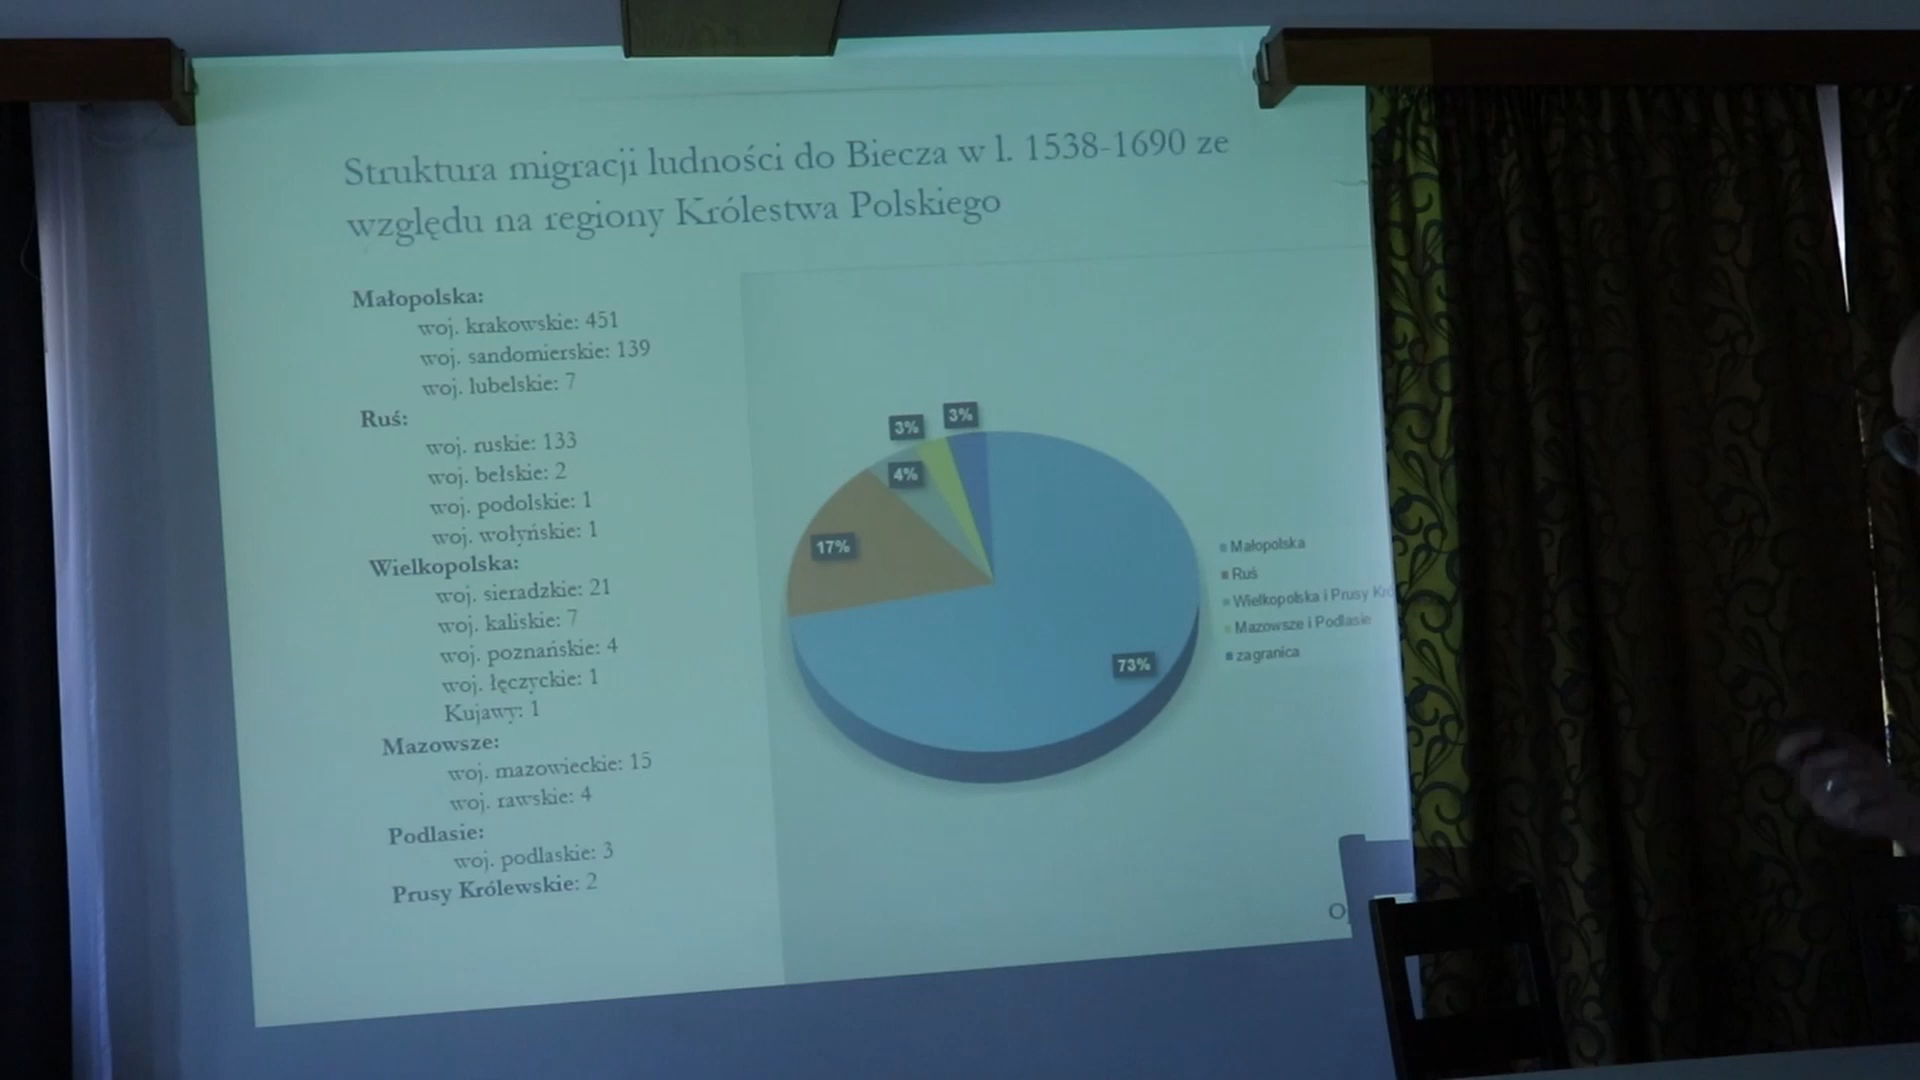 Struktura migracji ludności do Biecza w l. 1538-1690 ze
względu na regiony Królestwa Polskiego
Małopolska:
woj. krakowskie: 451
woj. sandomierskie: 139
woj. lubelskie: 7
Ruś:
woj. ruskie: 133
woj. bełskie: 2
woj. podolskie: 1
woj. wołyńskie: 1
Wielkopolska:
woj. sieradzkie: 21
woj. kaliskie: 7
woj. poznańskie: 4
woj. łęczyckie: 1
Kujawy: 1
Mazowsze:
woj. mazowieckie: 15
woj. rawskie: 4
Podlasie:
woj. podlaskie: 3
Prusy Królewskie: 2
3%
3%
4%
17%
73%
Małopolska
Ruś
Wielkopolska i Prusy
Mazowsze i Podlasie
zagranica